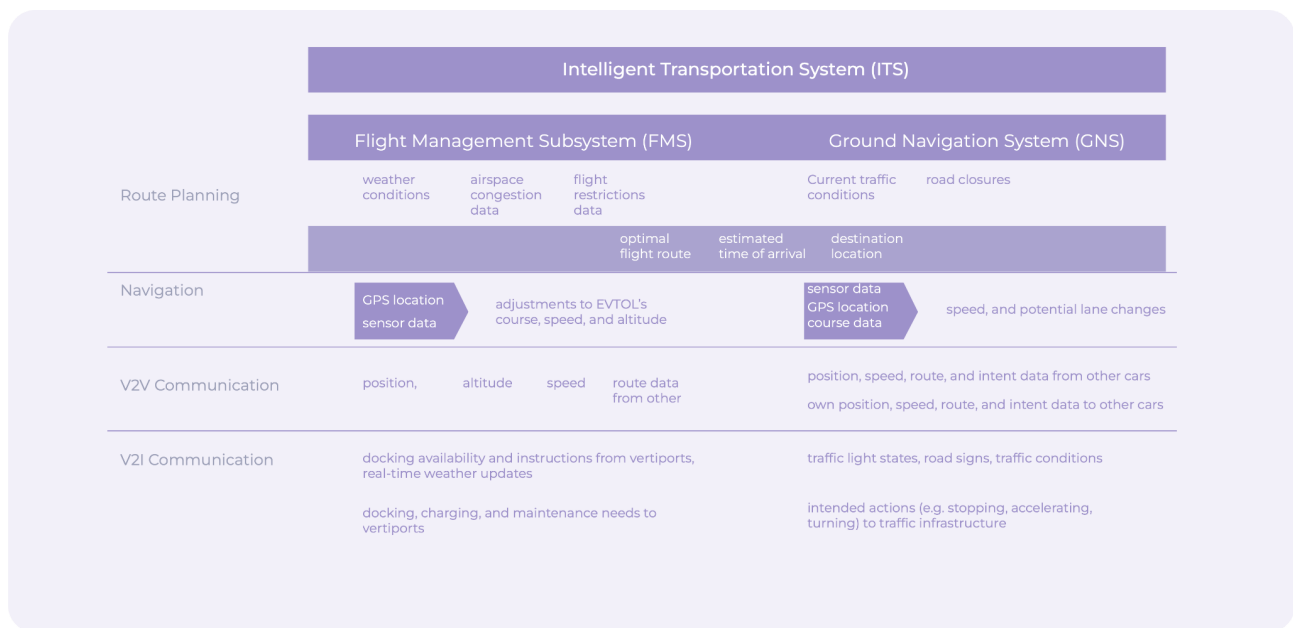 Intelligent Transportation System (ITS)
Flight Management Subsystem (FMS)
Ground Navigation System (GNS)
Route Planning
weather
conditions
airspace
congestion
data
flight
restrictions
data
Current traffic
conditions
road closures
optimal
flight route
estimated
time of arrival
destination
location
Navigation
GPS location
sensor data
adjustments to EVTOL's
course, speed, and altitude
sensor data
GPS location
course data
speed, and potential lane changes
V2V Communication
position,
altitude
speed
route data
from other
position, speed, route, and intent data from other cars
own position, speed, route, and intent data to other cars
V2I Communication
docking availability and instructions from vertiports,
real-time weather updates
docking, charging, and maintenance needs to
vertiports
traffic light states, road signs, traffic conditions
intended actions (e.g. stopping, accelerating,
turning) to traffic infrastructure